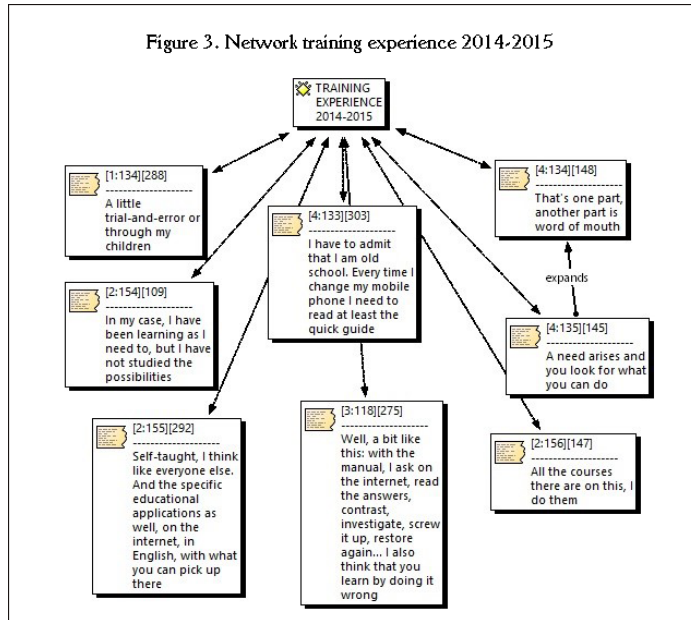 Figure 3. Network training experience 2014-2015
TRAINING
EXPERIENCE
2014-2015
[1:134][288]
--------------------
A little
trial-and-error or
through my
children
[4:133][303]
--------------------
I have to admit
that I am old
school. Every time I
change my mobile
phone I need to
read at least the
quick guide
[4:134][148]
--------------------
That's one part,
another part is
word of mouth
expands
[2:154][109]
--------------------
In my case, I have
been learning as I
need to, but I have
not studied the
possibilities
[4:135][145]
--------------------
A need arises and
you look for what
you can do
[2:155][292]
--------------------
Self-taught, I think
like everyone else.
And the specific
educational
applications as
well, on the
internet, in
English, with what
you can pick up
there
[3:118][275]
--------------------
Well, a bit like
this: with the
manual, I ask on
the internet, read
the answers,
contrast,
investigate, screw
it up, restore
again... I also
think that you
learn by doing it
wrong
[2:156][147]
--------------------
All the courses
there are on this, I
do them